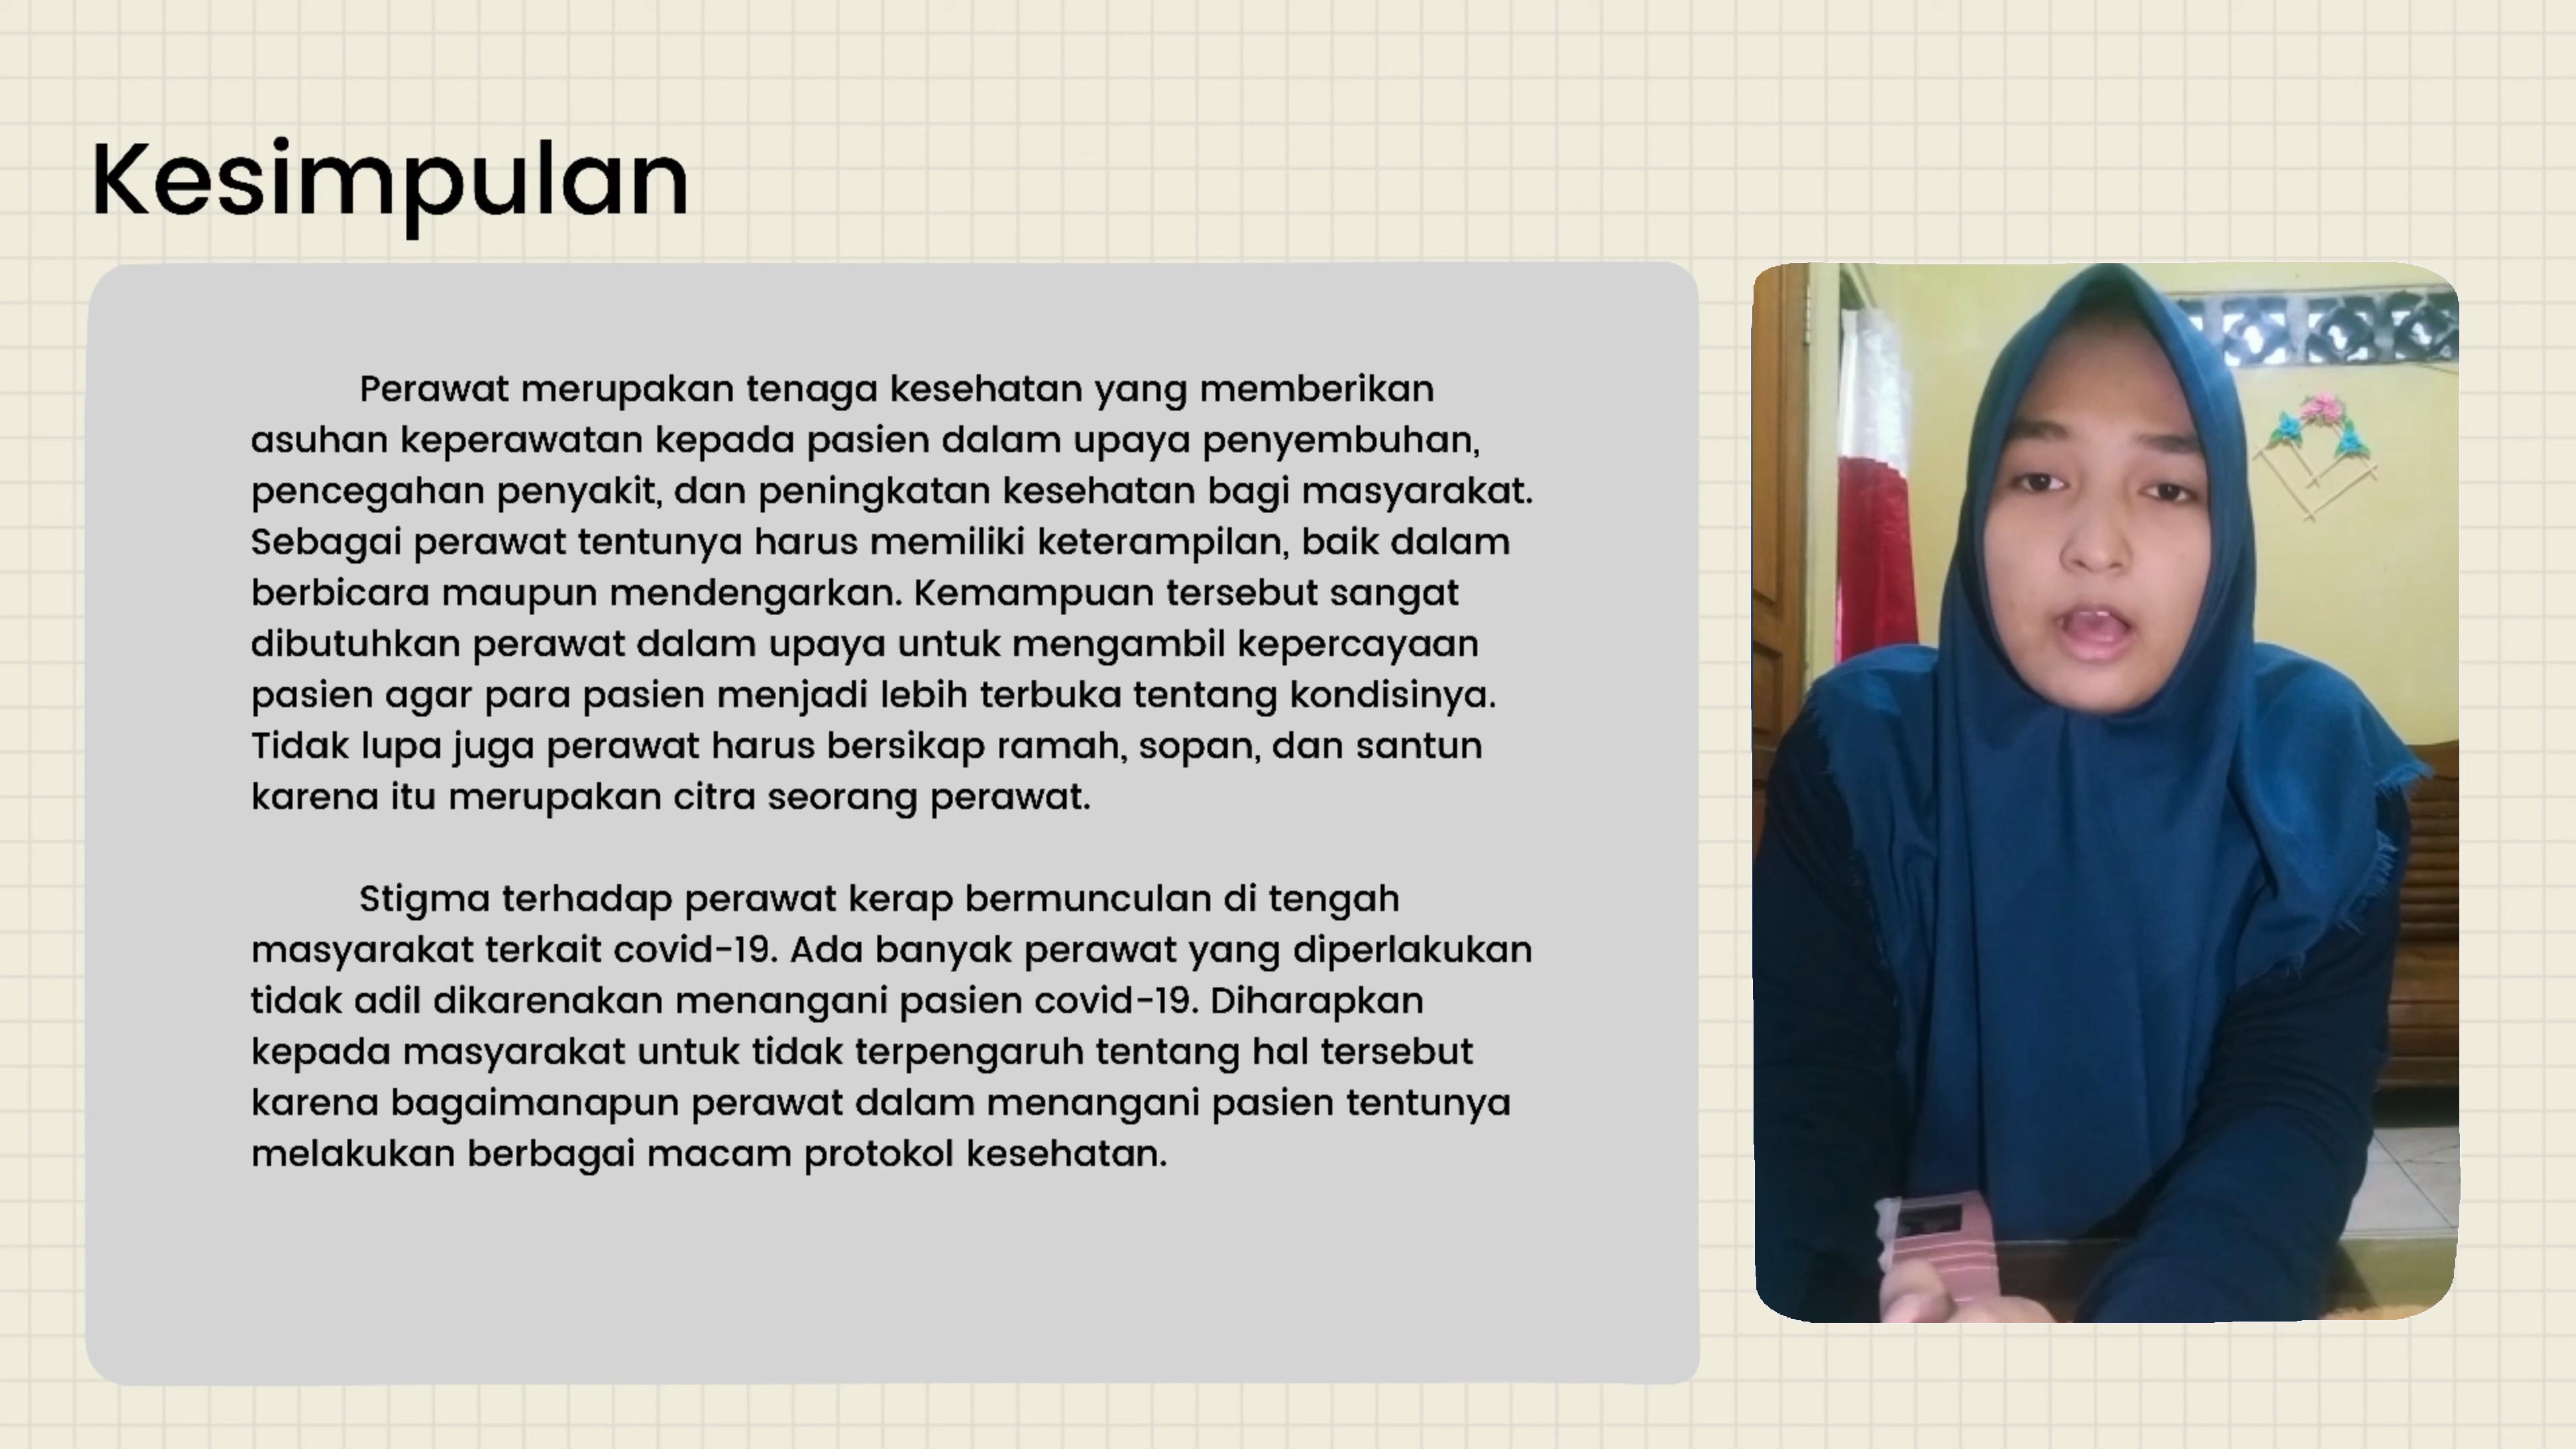 Kesimpulan
Perawat merupakan tenaga kesehatan yang memberikan
asuhan keperawatan kepada pasien dalam upaya penyembuhan,
pencegahan penyakit, dan peningkatan kesehatan bagi masyarakat.
Sebagai perawat tentunya harus memiliki keterampilan, baik dalam
berbicara maupun mendengarkan. Kemampuan tersebut sangat
dibutuhkan perawat dalam upaya untuk mengambil kepercayaan
pasien agar para pasien menjadi lebih terbuka tentang kondisinya.
Tidak lupa juga perawat harus bersikap ramah, sopan, dan santun
karena itu merupakan citra seorang perawat.
Stigma terhadap perawat kerap bermunculan di tengah
masyarakat terkait covid-19. Ada banyak perawat yang diperlakukan
tidak adil dikarenakan menangani pasien covid-19. Diharapkan
kepada masyarakat untuk tidak terpengaruh tentang hal tersebut
karena bagaimanapun perawat dalam menangani pasien tentunya
melakukan berbagai macam protokol kesehatan.